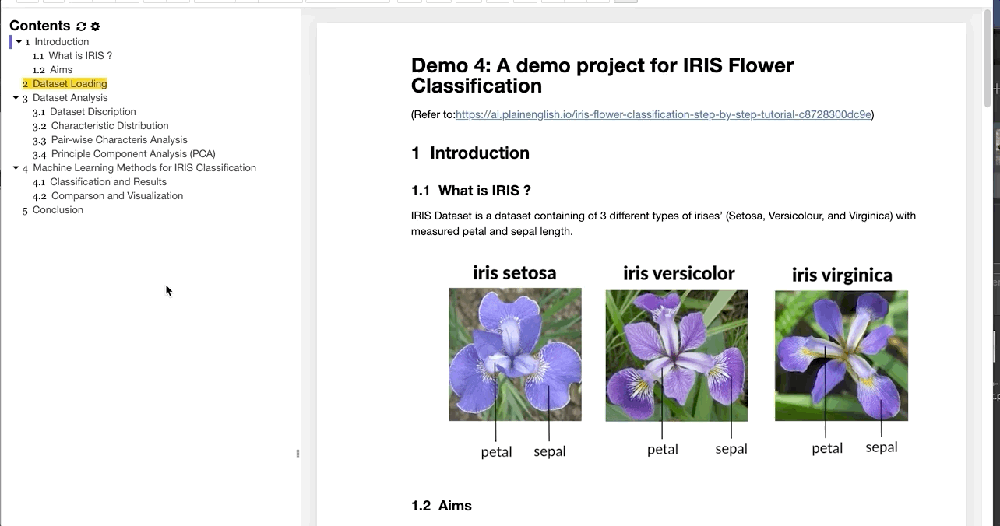 Contents
1 Introduction
1.1 What is IRIS ?
1.2 Aims
2 Dataset Loading
3 Dataset Analysis
3.1 Dataset Discription
3.2 Characteristic Distribution
3.3 Pair-wise Characteris Analysis
3.4 Principle Component Analysis (PCA)
4 Machine Learning Methods for IRIS Classification
4.1 Classification and Results
4.2 Comparson and Visualization
5 Conclusion
Demo 4: A demo project for IRIS Flower
Classification
(Refer to:https://ai.plainenglish.io/iris-flower-classification-step-by-step-tutorial-c8728300dc9e)
1 Introduction
1.1 What is IRIS ?
IRIS Dataset is a dataset containing of 3 different types of irises’ (Setosa, Versicolour, and Virginica) with
measured petal and sepal length.
iris setosa iris versicolor iris virginica
petal sepal petal sepal petal sepal
1.2 Aims